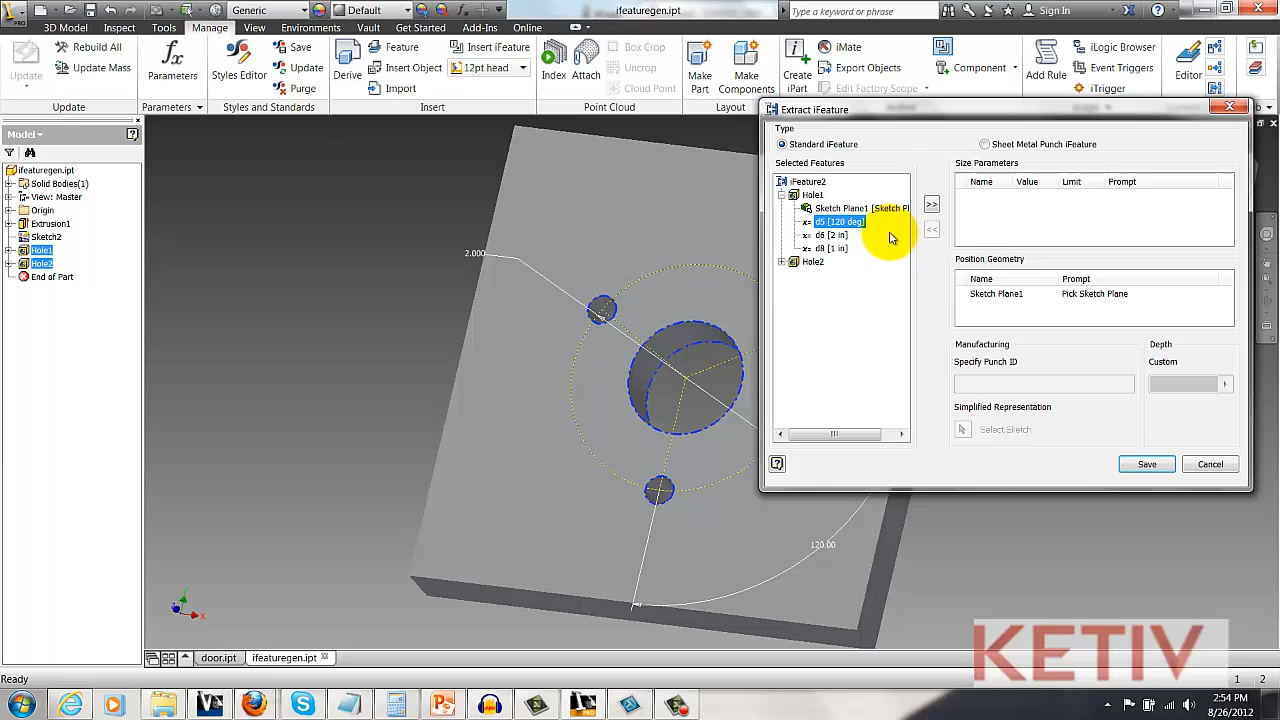 PRO
Generic
Default
ifeaturegen.ipt
Type a keyword or phrase
Sign In
3D Model
Inspect
Tools
Manage
View
Environments
Vault
Get Started
Add-Ins
Online
Update
Rebuild All
Mass Update
Update
fx
Parameters
Parameters
Styles Editor
Save
Update
Purge
Styles and Standards
Derive
Feature
Insert Object
Import
Insert iFeature
12pt head
Insert
Index
Attach
Box Crop
Uncrop
Cloud Point
Point Cloud
Make Part
Make Components
Layout
Create iPart
iMate
Export Objects
Edit Factory Scope
Component
Add Rule
iLogic Browser
Event Triggers
iTrigger
Editor
Model
ifeaturegen.ipt
Solid Bodies(1)
View: Master
Origin
Extrusion1
Sketch2
Hole1
Hole2
End of Part
2.000
120.00
Extract iFeature
Type
Standard iFeature
Sheet Metal Punch iFeature
Selected Features
iFeature2
Hole1
Sketch Plane1 [Sketch Pl
x= d5 [120 deg]
x= d6 [2 in]
x= d8 [1 in]
Hole2
>>
<<
Size Parameters
Name Value Limit Prompt
Position Geometry
Name Prompt
Sketch Plane1 Pick Sketch Plane
Manufacturing
Specify Punch ID
Simplified Representation
Select Sketch
Depth
Custom
Save
Cancel
Z
Y
X
KETIV
door.ipt
ifeaturegen.ipt
Ready
1
2
2:54 PM
8/26/2012